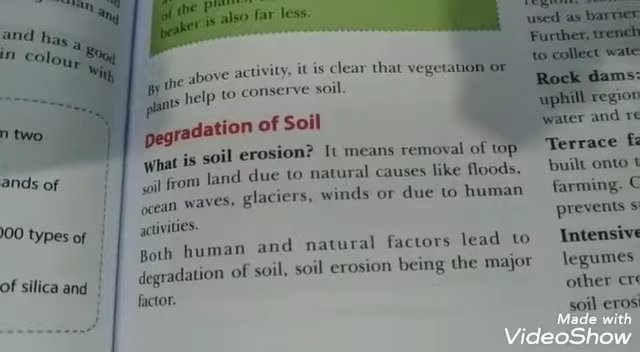 and
and has a good
in colour with
two
ands of
000 types of
of silica and
of the
beaker is also far less.
By the above activity, it is clear that vegetation or
plants help to conserve soil.
Degradation of Soil
What is soil erosion? It means removal of top
soil from land due to natural causes like floods,
ocean waves, glaciers, winds or due to human
activities.
Both human and natural factors lead to
degradation of soil, soil erosion being the major
factor.
used as barrier
Further, trench
to collect wate
Rock dams:
uphill region
water and re
Terrace fa
built onto
farming.
prevents s
Intensive
legumes
other cre
soil erosi
Made with
VideoShow